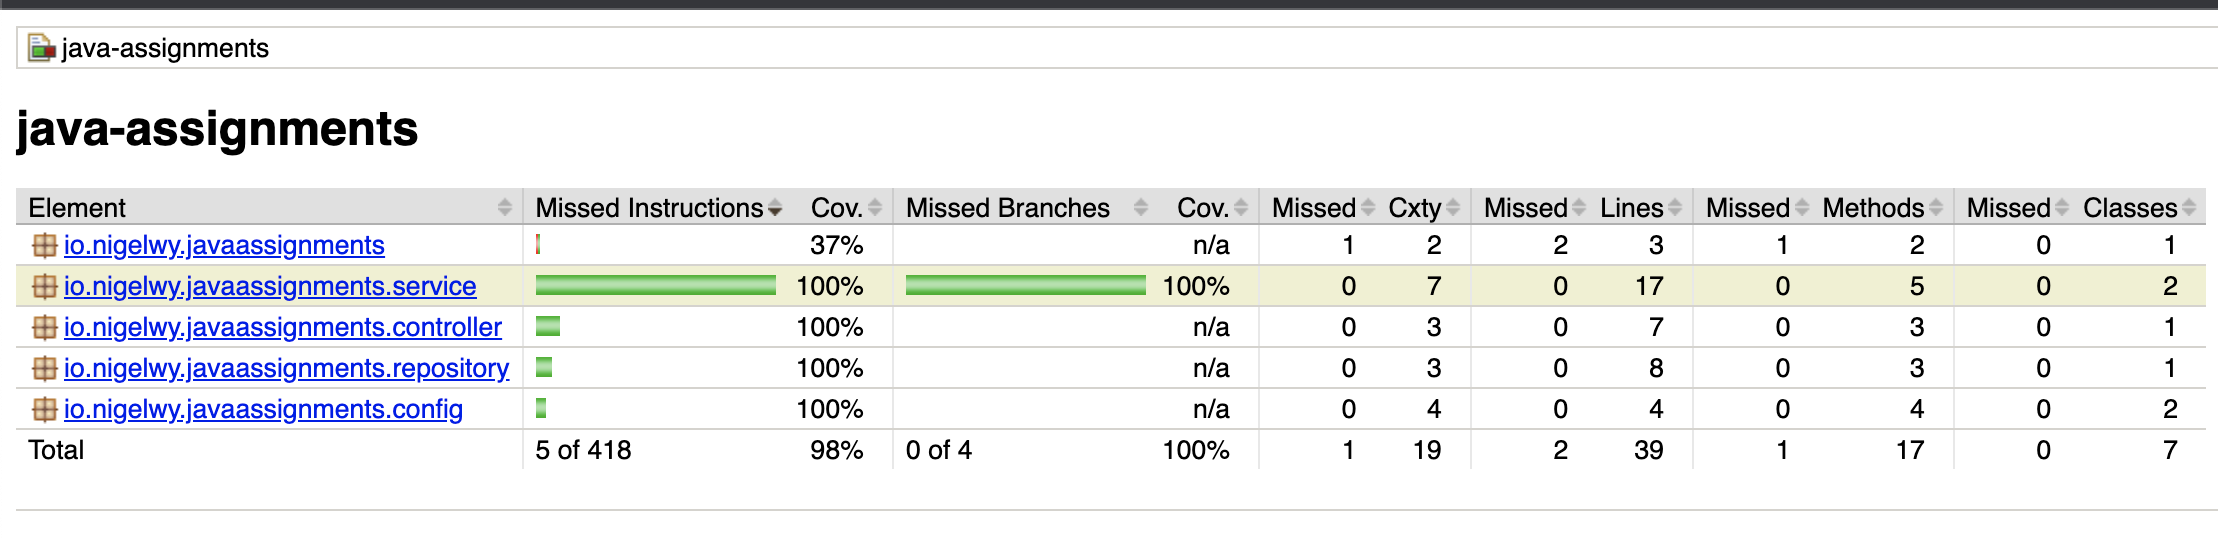 java-assignments
java-assignments
Element Missed Instructions Cov. Missed Branches Cov. Missed Cxty Missed Lines Missed Methods Missed Classes
io.nigelwy.javaassignments 37% n/a 1 2 2 3 1 2 0 1
io.nigelwy.javaassignments.service 100% 100% 0 7 0 17 0 5 0 2
io.nigelwy.javaassignments.controller 100% n/a 0 3 0 7 0 3 0 1
io.nigelwy.javaassignments.repository 100% n/a 0 3 0 8 0 3 0 1
io.nigelwy.javaassignments.config 100% n/a 0 4 0 4 0 4 0 2
Total 5 of 418 98% 0 of 4 100% 1 19 2 39 1 17 0 7